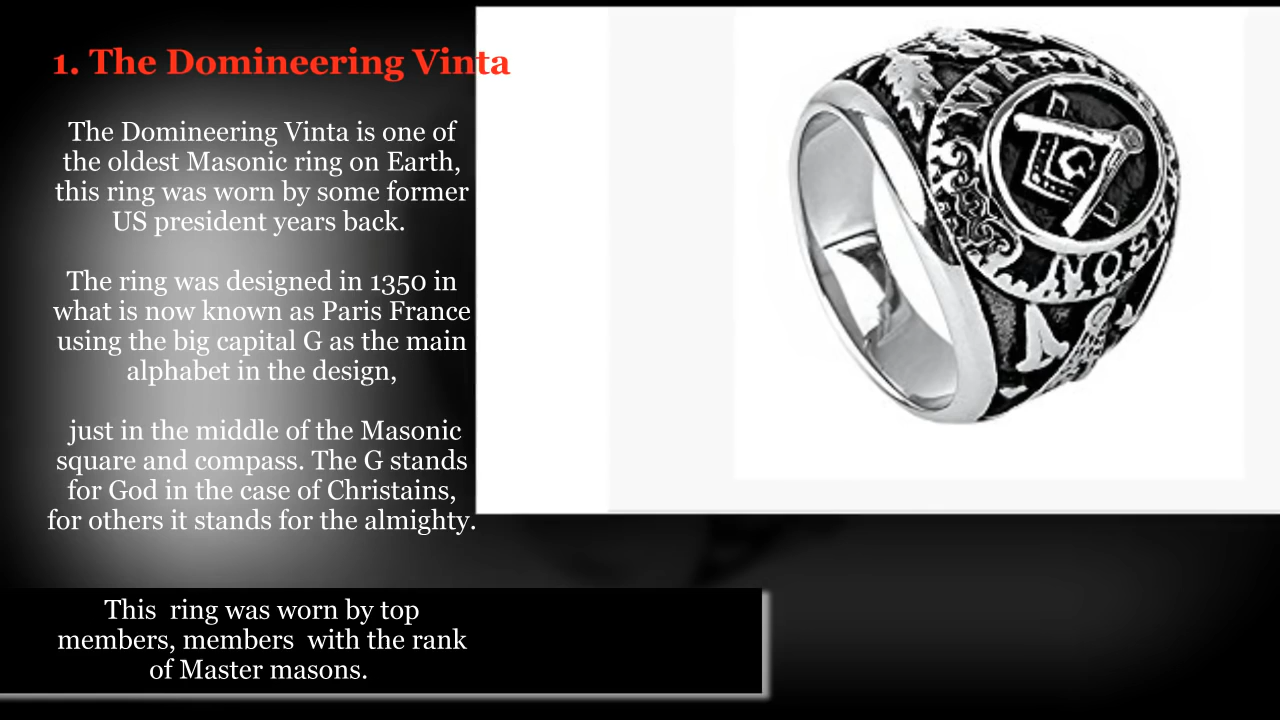 1. The Domineering Vinta
The Domineering Vinta is one of
the oldest Masonic ring on Earth,
this ring was worn by some former
US president years back.
The ring was designed in 1350 in
what is now known as Paris France
using the big capital G as the main
alphabet in the design,
just in the middle of the Masonic
square and compass. The G stands
for God in the case of Christains,
for others it stands for the almighty.
This  ring was worn by top
members, members  with the rank
of Master masons.
G